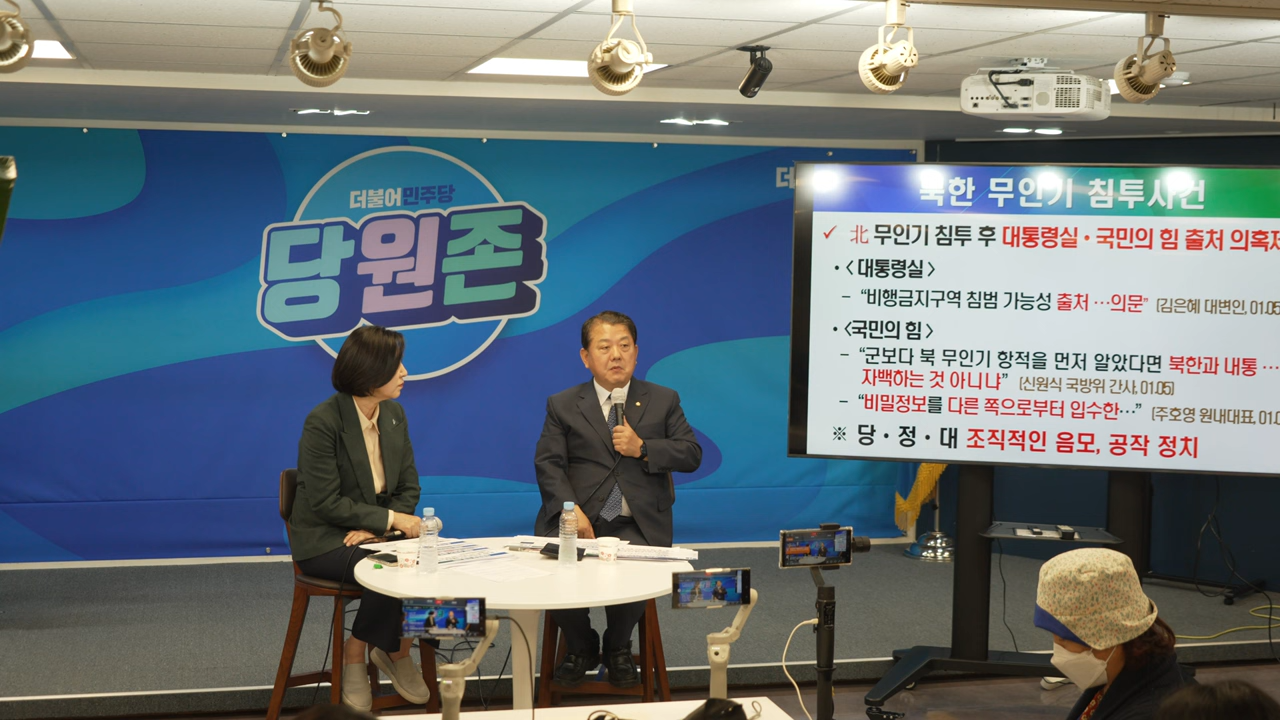 더불어민주당
당원존
더
북한 무인기 침투사건
✓ 北 무인기 침투 후 대통령실·국민의 힘 출처 의혹제
• <대통령실>
– “비행금지구역 침범 가능성 출처 …의문” [김은혜 대변인, 01.05
• <국민의 힘>
– “군보다 북 무인기 항적을 먼저 알았다면 북한과 내통 …
자백하는 것 아니냐” [신원식 국방위 간사, 01.05]
– “비밀정보를 다른 쪽으로부터 입수한…” [주호영 원내대표, 01.0
※ 당·정·대 조직적인 음모, 공작 정치